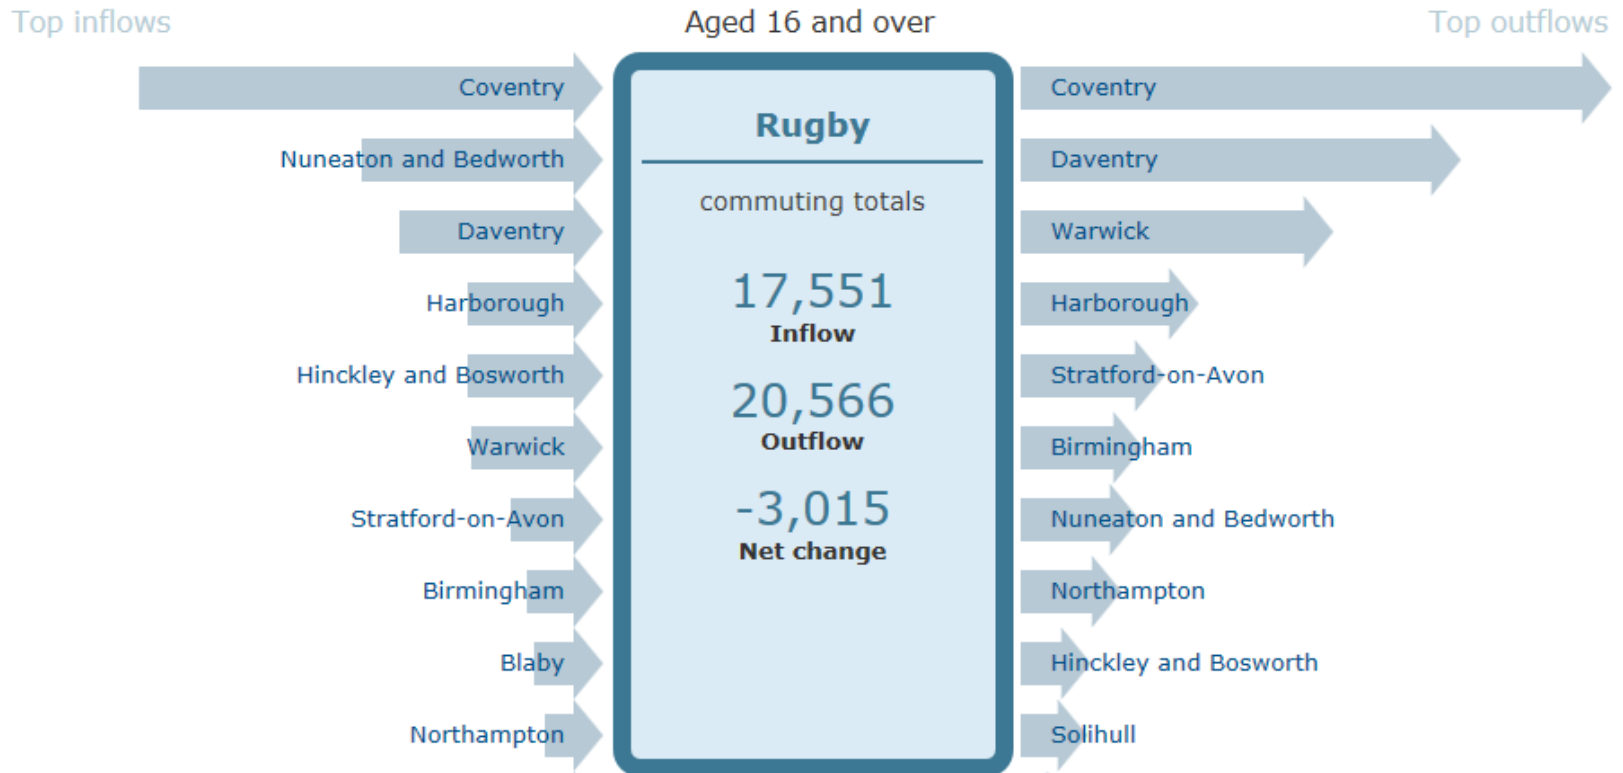 Top inflows
Aged 16 and over
Top outflows
Coventry
Nuneaton and Bedworth
Daventry
Harborough
Hinckley and Bosworth
Warwick
Stratford-on-Avon
Birmingham
Blaby
Northampton
Rugby
commuting totals
17,551
Inflow
20,566
Outflow
-3,015
Net change
Coventry
Daventry
Warwick
Harborough
Stratford-on-Avon
Birmingham
Nuneaton and Bedworth
Northampton
Hinckley and Bosworth
Solihull